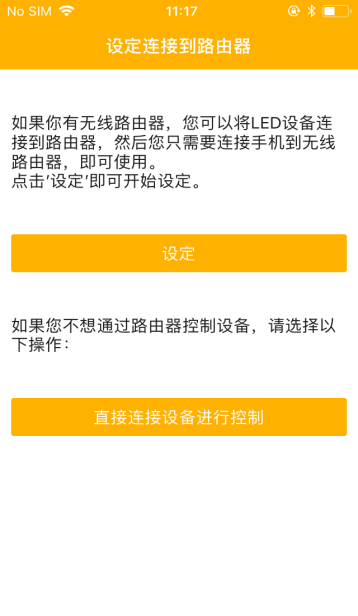 No SIM 11:17
设定连接到路由器
如果你有无线路由器，您可以将LED设备连
接到路由器，然后您只需要连接手机到无线
路由器，即可使用。
点击‘设定’即可开始设定。
设定
如果您不想通过路由器控制设备，请选择以
下操作：
直接连接设备进行控制